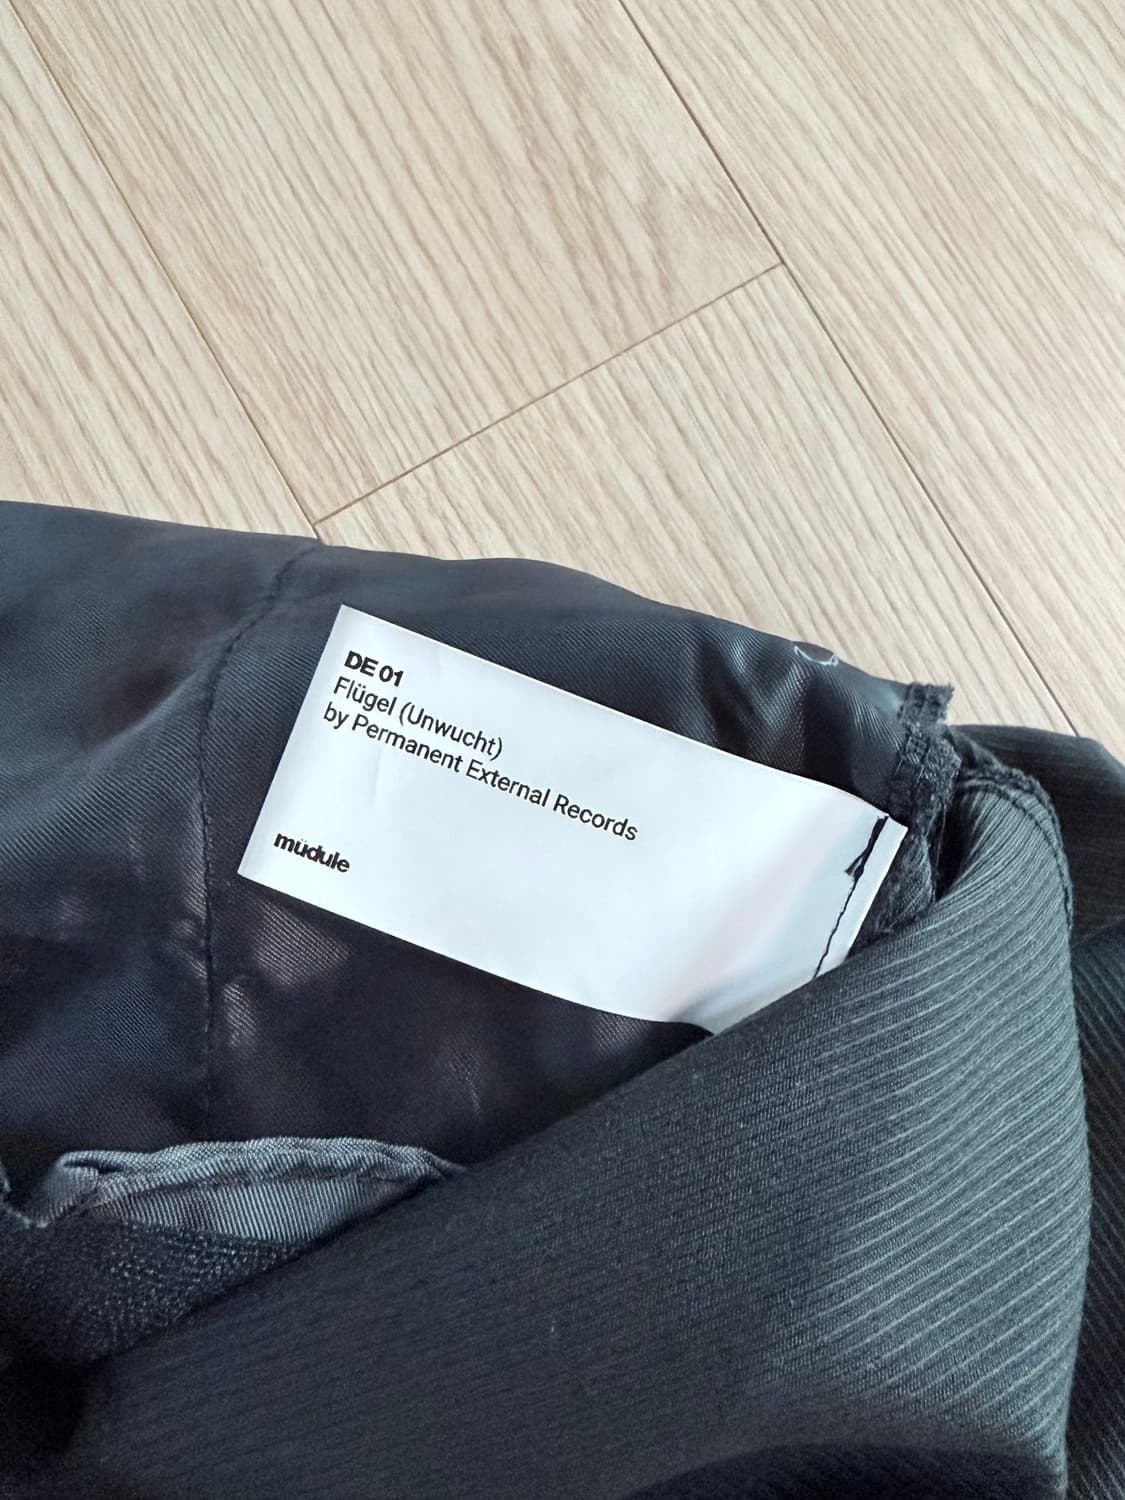 DE 01
Flügel (Unwucht)
by Permanent External Records
müdule